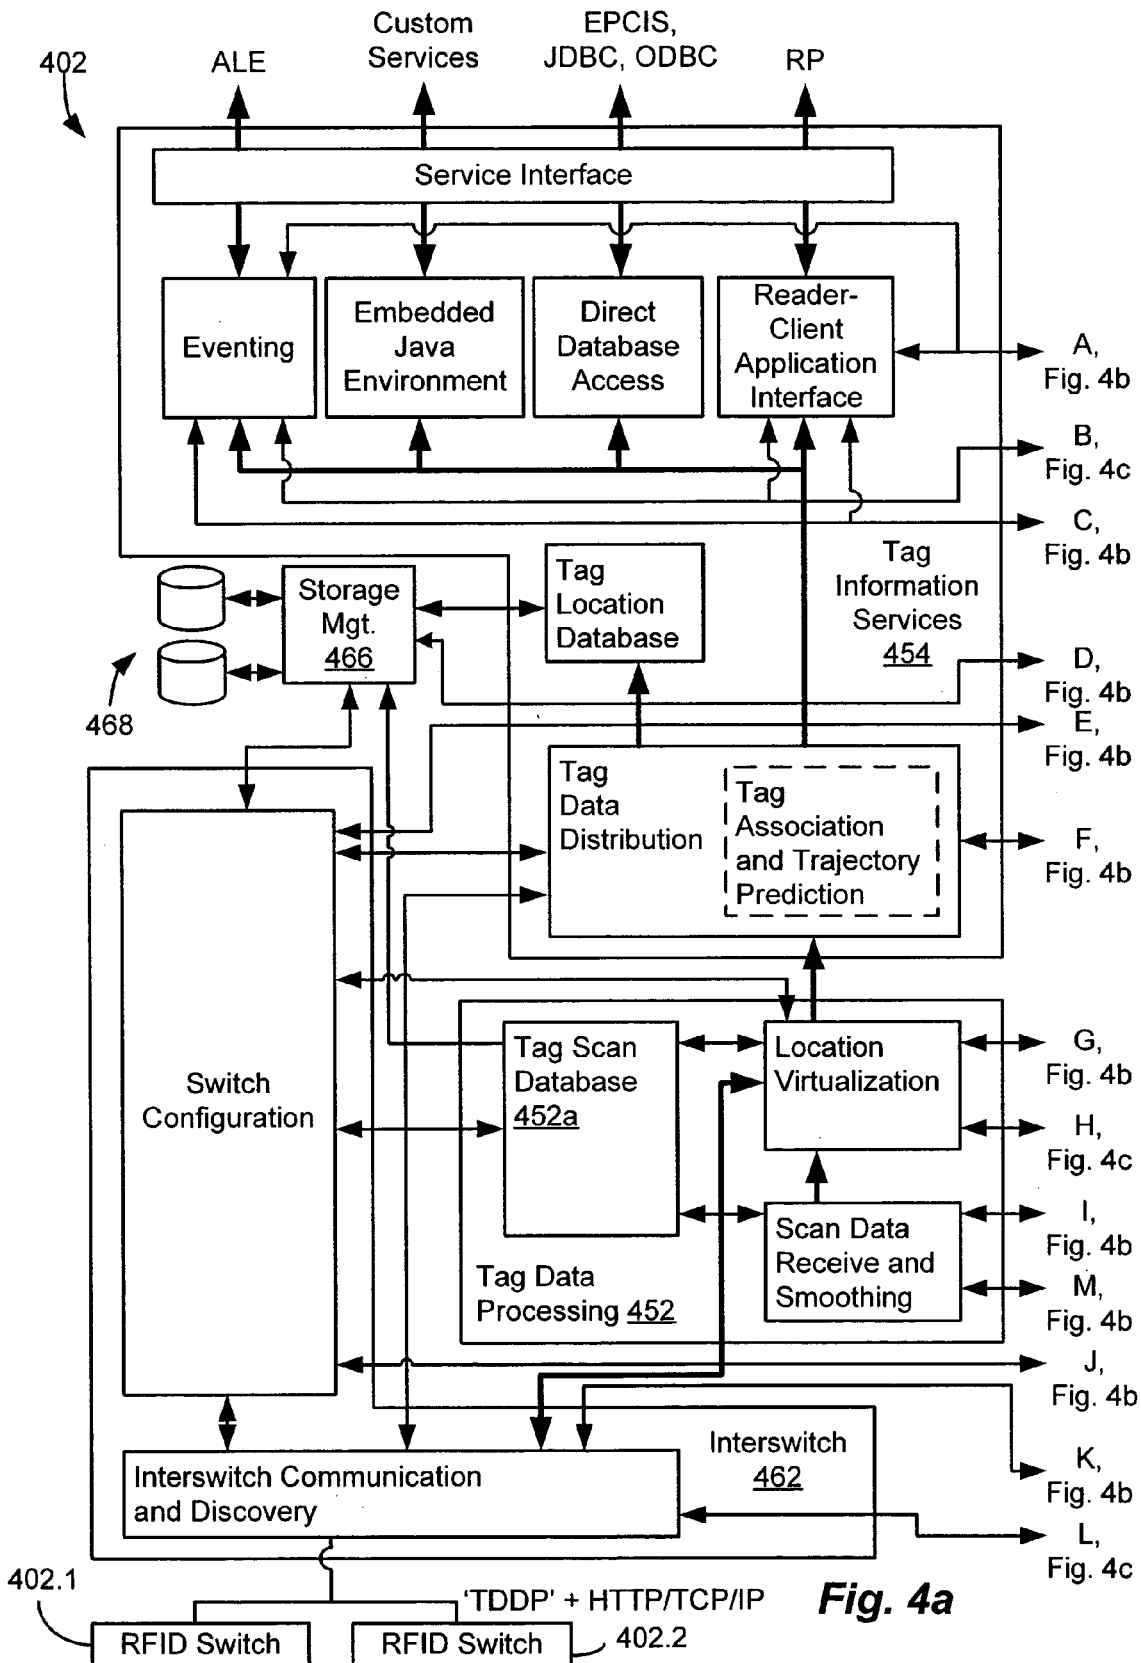 402
ALE
Custom
Services
EPCIS,
JDBC, ODBC
RP
Service Interface
Eventing
Embedded
Java
Environment
Direct
Database
Access
Reader-
Client
Application
Interface
A,
Fig. 4b
B,
Fig. 4c
C,
Fig. 4b
Storage
Mgt.
466
468
Tag
Location
Database
Tag
Information
Services
454
D,
Fig. 4b
E,
Fig. 4b
Tag
Data
Distribution
Tag
Association
and Trajectory
Prediction
F,
Fig. 4b
Switch
Configuration
Tag Scan
Database
452a
Location
Virtualization
G,
Fig. 4b
H,
Fig. 4c
Scan Data
Receive and
Smoothing
I,
Fig. 4b
M,
Fig. 4b
Tag Data
Processing 452
J,
Fig. 4b
Interswitch
462
K,
Fig. 4b
Interswitch Communication
and Discovery
L,
Fig. 4c
402.1
'TDDP' + HTTP/TCP/IP
Fig. 4a
RFID Switch
RFID Switch
402.2